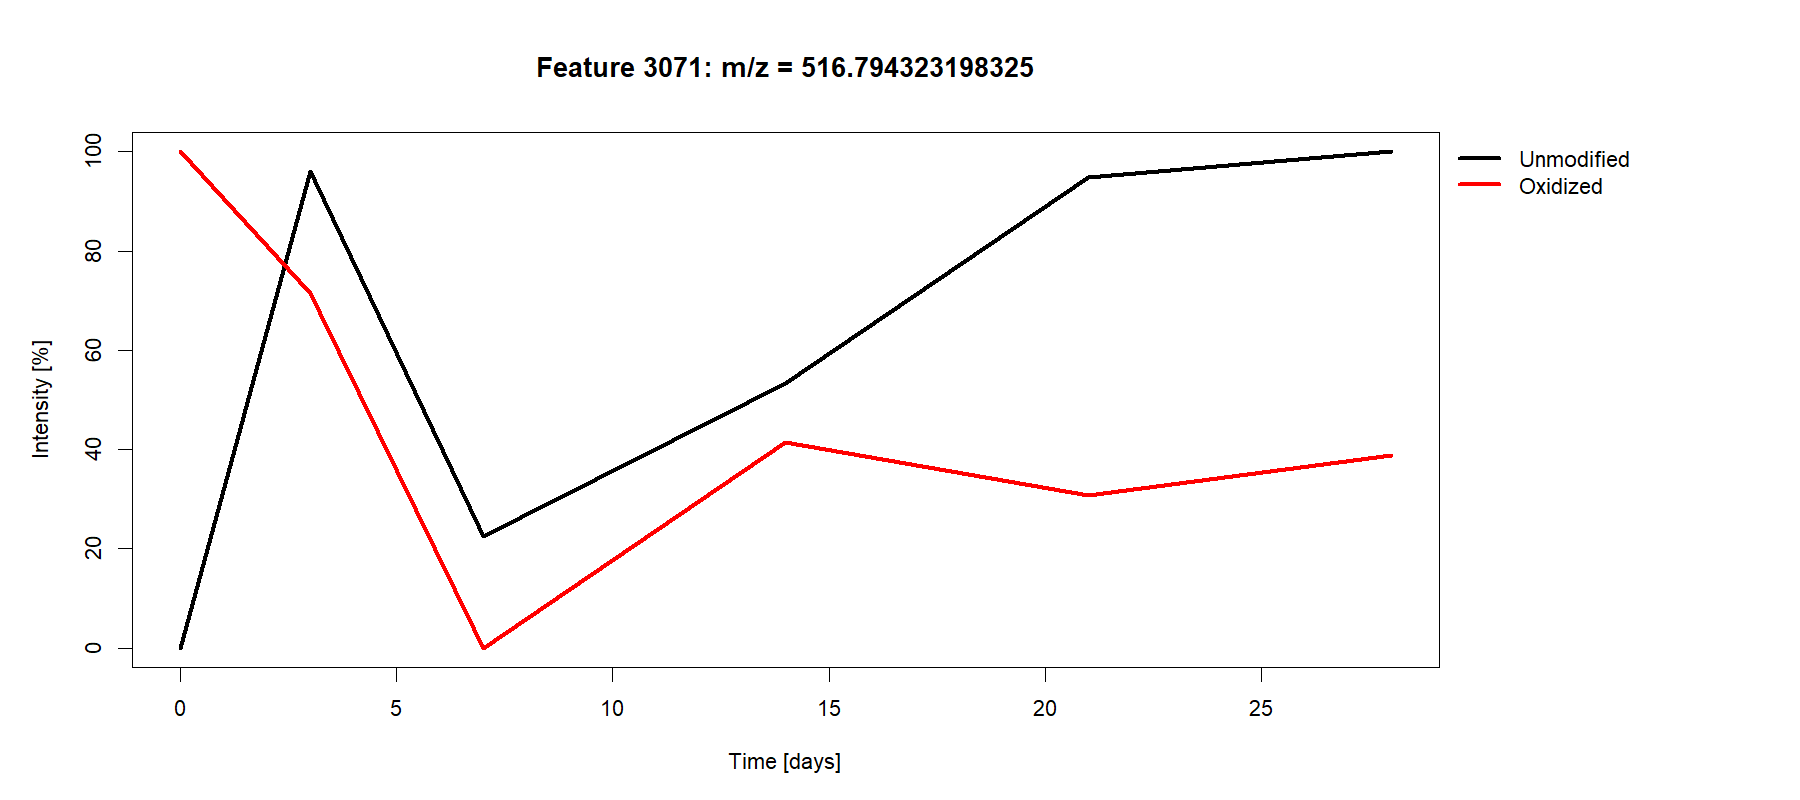 Feature 3071: m/z = 516.794323198325
Unmodified
Oxidized
Intensity [%]
100
80
60
40
20
0
0 5 10 15 20 25
Time [days]